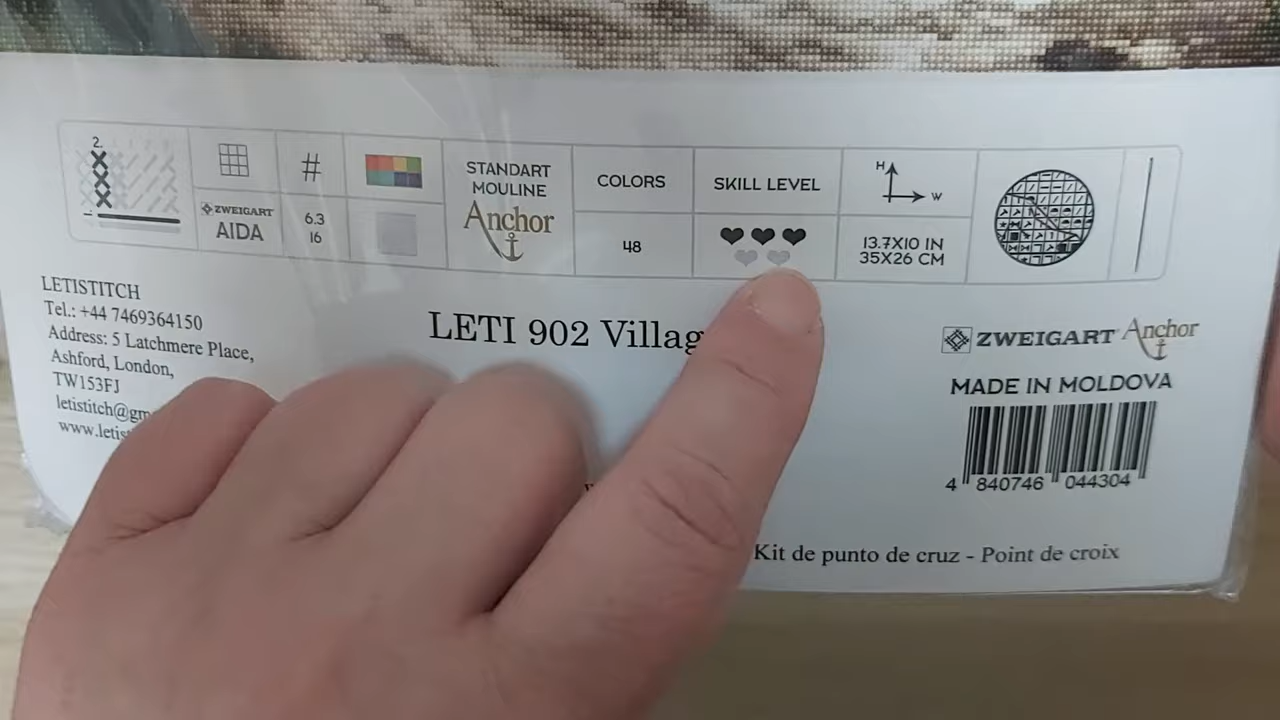 2.
1
#
STANDART
MOULINE
Anchor
COLORS
SKILL LEVEL
H
W
ZWEIGART
AIDA
6.3
16
48
13.7X10 IN
35X26 CM
LETISTITCH
Tel.: +44 7469364150
Address: 5 Latchmere Place,
Ashford, London,
TW153FJ
letistitch@gm
www.letis
LETI 902 Villag
ZWEIGART Anchor
MADE IN MOLDOVA
4 840746 044304
Kit de punto de cruz - Point de croix